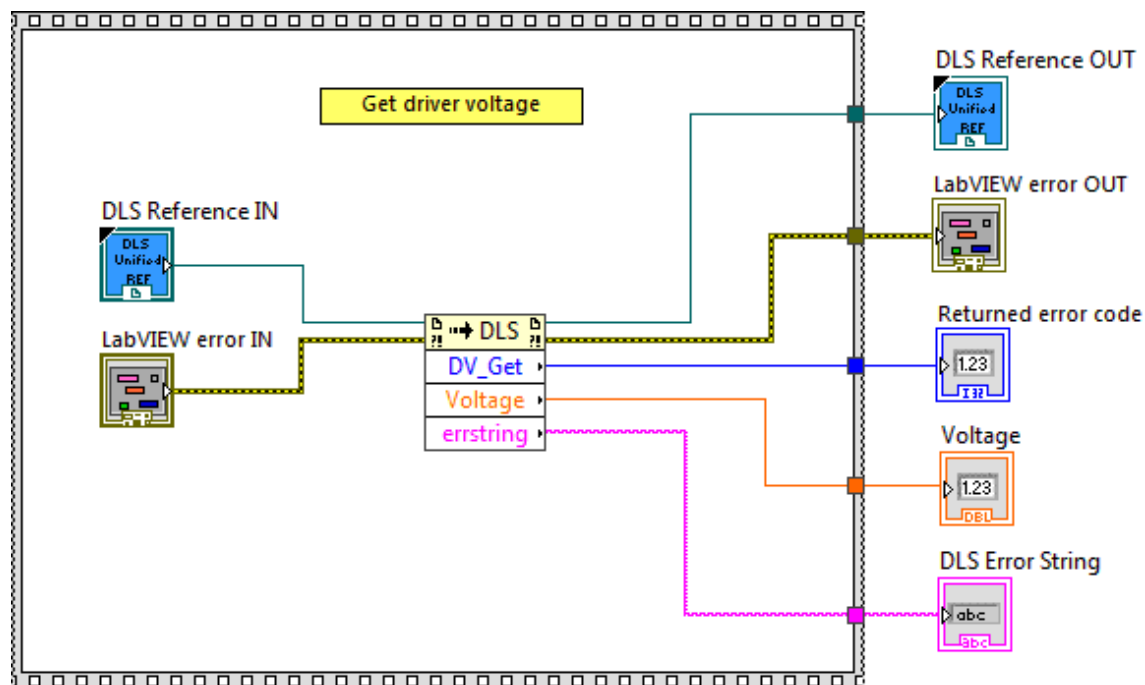 DLS Reference OUT
DLS
Unified
REF
Get driver voltage
LabVIEW error OUT
DLS Reference IN
DLS
Unified
REF
LabVIEW error IN
?! DLS ?!
DV_Get
Voltage
errstring
Returned error code
1.23
I32
Voltage
1.23
DBL
DLS Error String
abc
abc